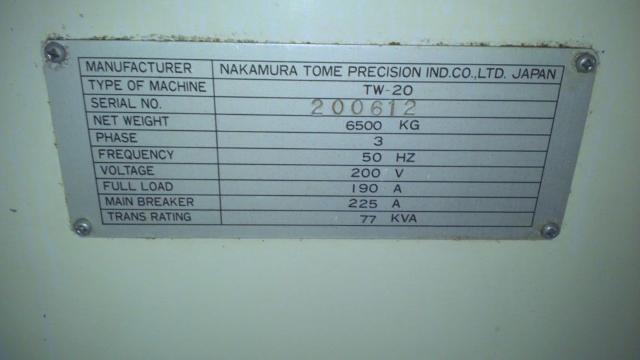 MANUFACTURER NAKAMURA TOME PRECISION IND.CO.,LTD. JAPAN
TYPE OF MACHINE TW-20
SERIAL NO. 200612
NET WEIGHT 6500 KG
PHASE 3
FREQUENCY 50 HZ
VOLTAGE 200 V
FULL LOAD 190 A
MAIN BREAKER 225 A
TRANS RATING 77 KVA